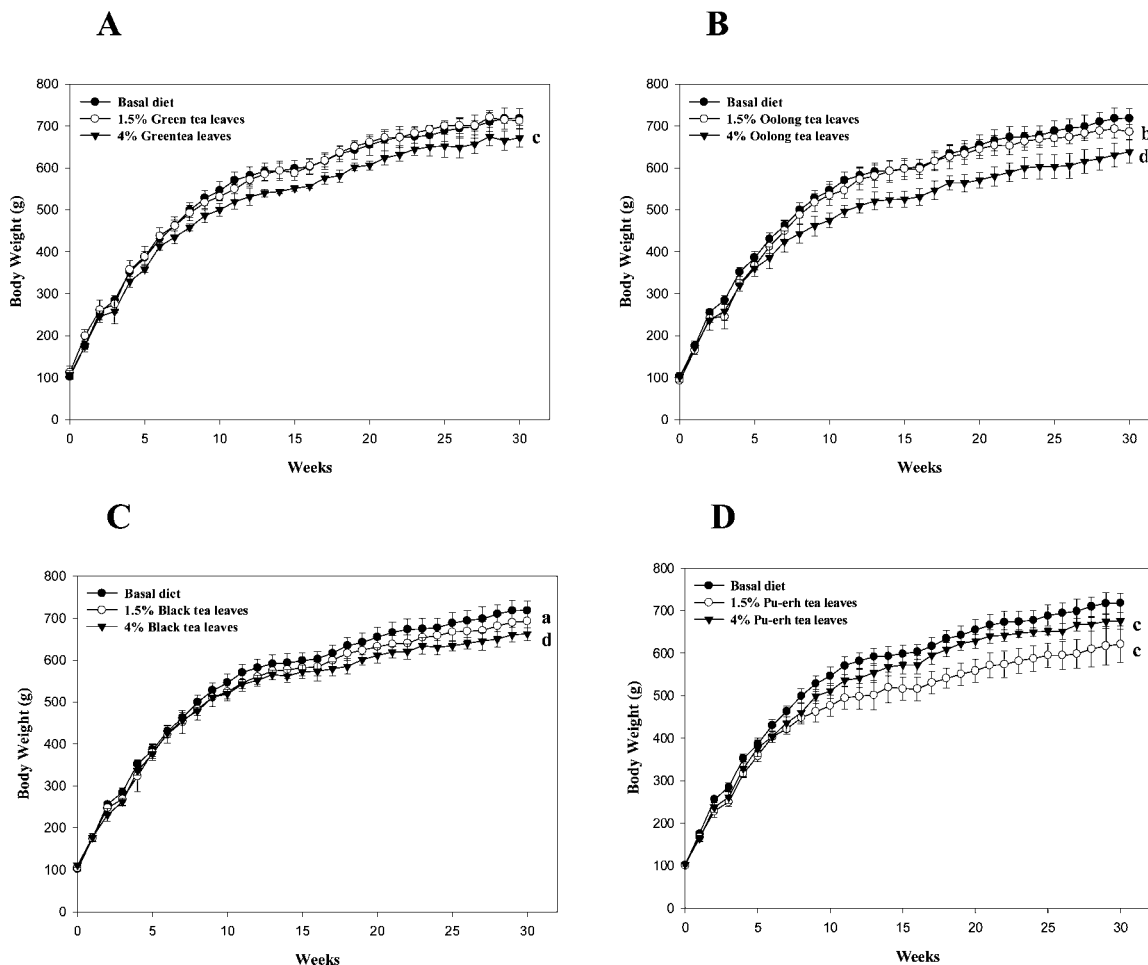 A
Body Weight (g)
800
700
600
500
400
300
200
100
0
Basal diet
1.5% Green tea leaves
4% Greentea leaves
c
0 5 10 15 20 25 30
Weeks
B
Body Weight (g)
800
700
600
500
400
300
200
100
0
Basal diet
1.5% Oolong tea leaves
4% Oolong tea leaves
b
d
0 5 10 15 20 25 30
Weeks
C
Body Weight (g)
800
700
600
500
400
300
200
100
0
Basal diet
1.5% Black tea leaves
4% Black tea leaves
a
d
0 5 10 15 20 25 30
Weeks
D
Body Weight (g)
800
700
600
500
400
300
200
100
0
Basal diet
1.5% Pu-erh tea leaves
4% Pu-erh tea leaves
c
c
0 5 10 15 20 25 30
Weeks